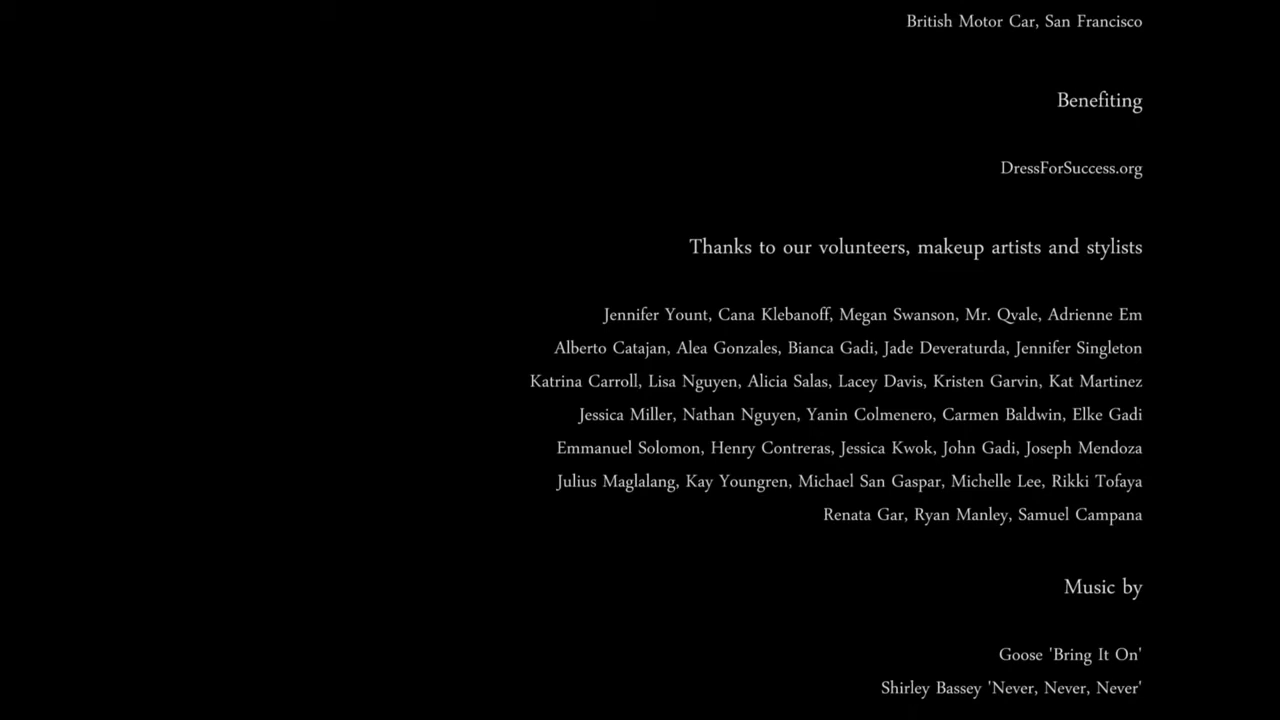 British Motor Car, San Francisco
Benefiting
DressForSuccess.org
Thanks to our volunteers, makeup artists and stylists
Jennifer Yount, Cana Klebanoff, Megan Swanson, Mr. Qvale, Adrienne Em
Alberto Catajan, Alea Gonzales, Bianca Gadi, Jade Deveraturda, Jennifer Singleton
Katrina Carroll, Lisa Nguyen, Alicia Salas, Lacey Davis, Kristen Garvin, Kat Martinez
Jessica Miller, Nathan Nguyen, Yanin Colmenero, Carmen Baldwin, Elke Gadi
Emmanuel Solomon, Henry Contreras, Jessica Kwok, John Gadi, Joseph Mendoza
Julius Maglalang, Kay Youngren, Michael San Gaspar, Michelle Lee, Rikki Tofaya
Renata Gar, Ryan Manley, Samuel Campana
Music by
Goose 'Bring It On'
Shirley Bassey 'Never, Never, Never'